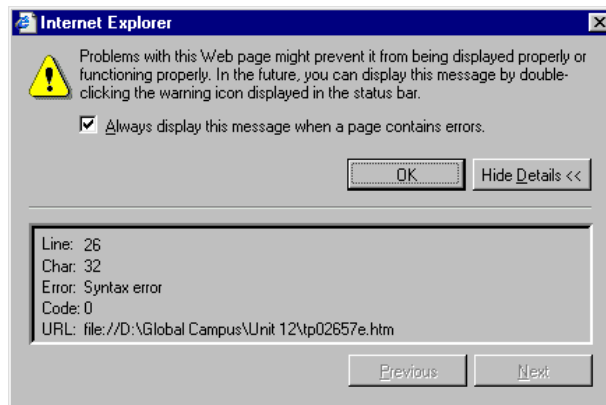 Internet Explorer
Problems with this Web page might prevent it from being displayed properly or
functioning properly. In the future, you can display this message by double-
clicking the warning icon displayed in the status bar.
Always display this message when a page contains errors.
OK
Hide Details <<
Line: 26
Char: 32
Error: Syntax error
Code: 0
URL: file://D:\Global Campus\Unit 12\tp02657e.htm
Previous
Next